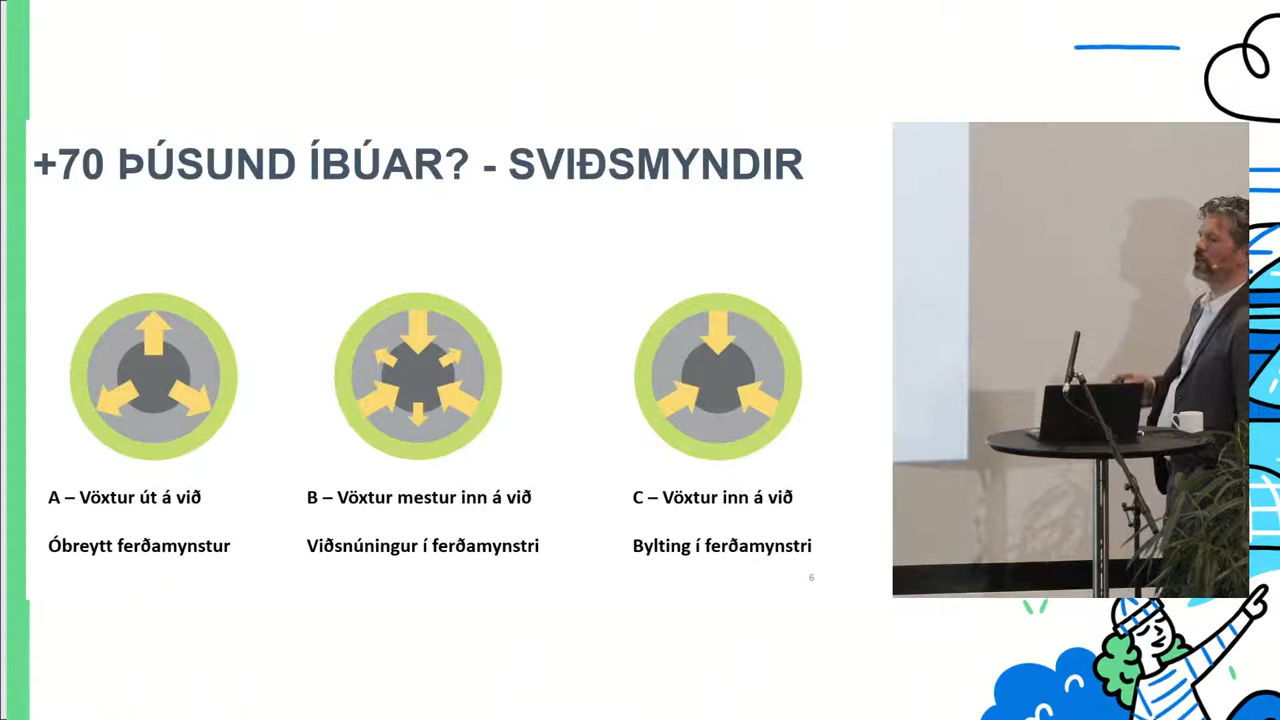 +70 ÞÚSUND ÍBÚAR? - SVIÐSMYNDIR
A – Vöxtur út á við
Óbreytt ferðamynstur
B – Vöxtur mestur inn á við
Viðsnúningur í ferðamynstri
C – Vöxtur inn á við
Bylting í ferðamynstri
6